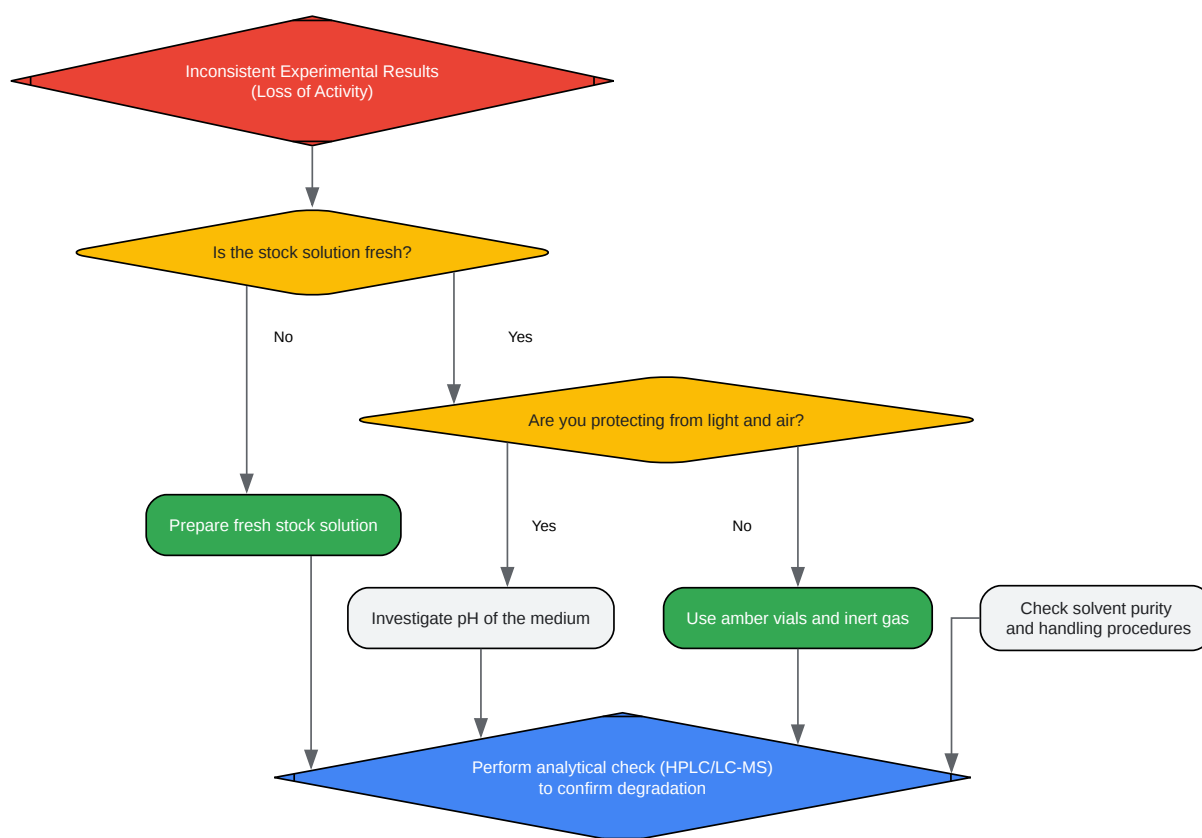 Inconsistent Experimental Results
(Loss of Activity)
Is the stock solution fresh?
No
Yes
Are you protecting from light and air?
Prepare fresh stock solution
Yes
No
Investigate pH of the medium
Use amber vials and inert gas
Check solvent purity
and handling procedures
Perform analytical check (HPLC/LC-MS)
to confirm degradation